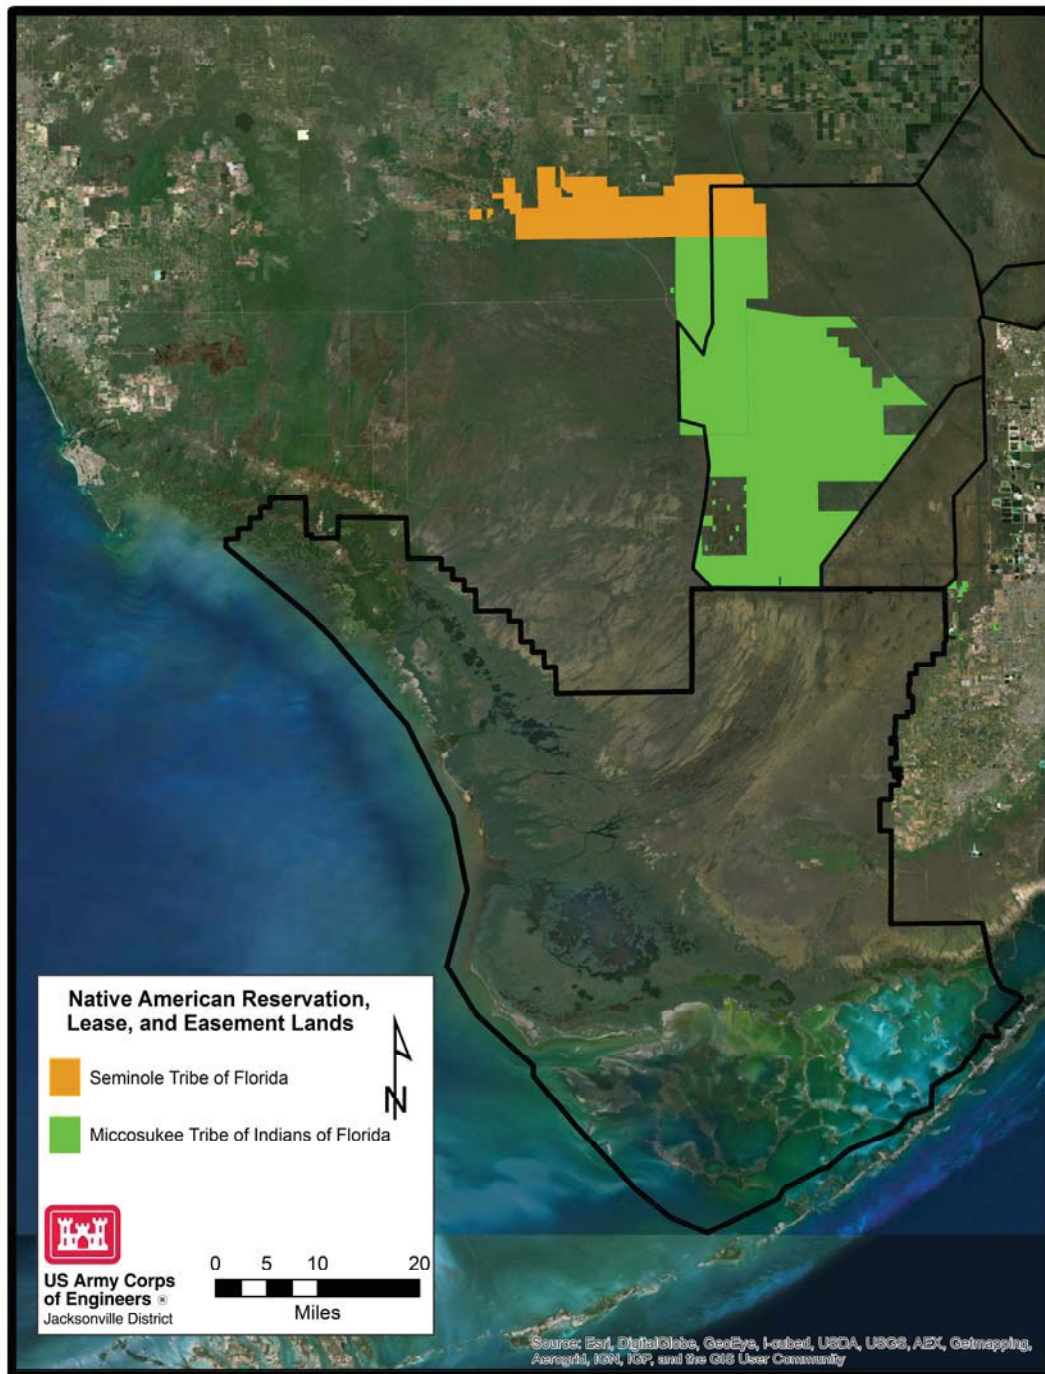 Native American Reservation,
Lease, and Easement Lands
Seminole Tribe of Florida
N
Miccosukee Tribe of Indians of Florida
US Army Corps
of Engineers ®
Jacksonville District
0 5 10 20
Miles
Source: Esri, DigitalGlobe, GeoEye, i-cubed, USDA, USGS, AEX, Getmapping,
Aerogrid, IGN, IGP, and the GIS User Community